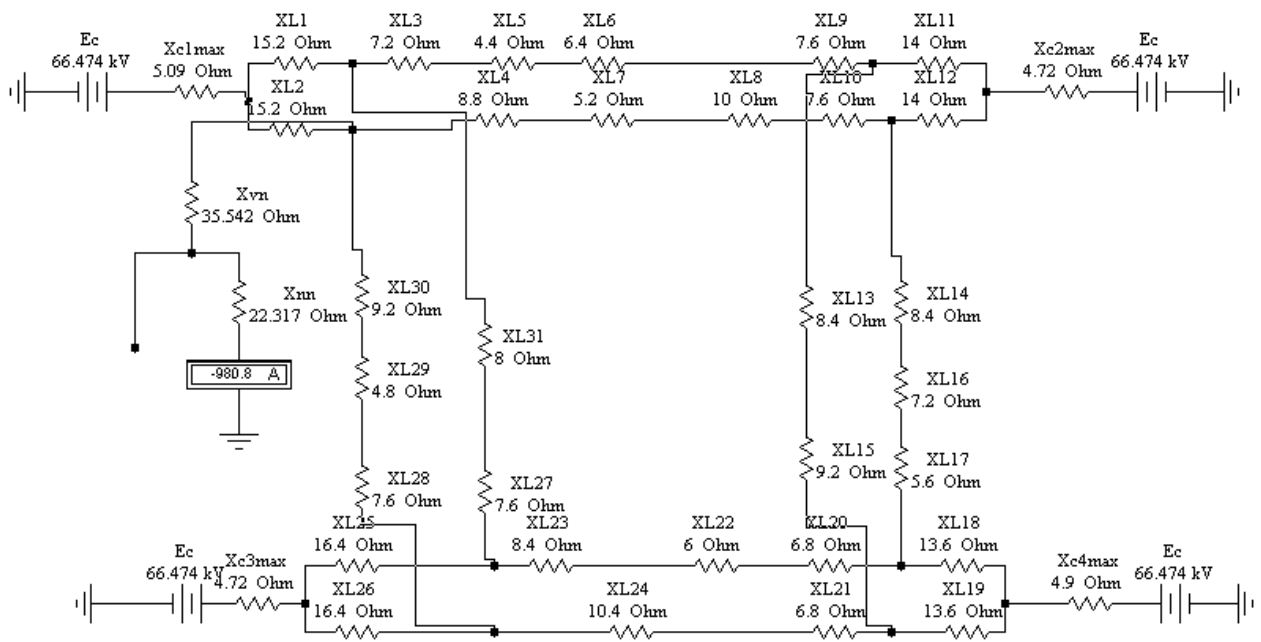 XL1
15.2 Ohm
XL3
7.2 Ohm
XL5
4.4 Ohm
XL6
6.4 Ohm
XL9
7.6 Ohm
XL11
14 Ohm
Ec
66.474 kV
Xc1max
5.09 Ohm
Xc2max
4.72 Ohm
Ec
66.474 kV
XL2
15.2 Ohm
XL4
8.8 Ohm
XL7
5.2 Ohm
XL8
10 Ohm
XL10
7.6 Ohm
XL12
14 Ohm
Xvn
35.542 Ohm
Xnn
22.317 Ohm
-980.8 A
XL30
9.2 Ohm
XL29
4.8 Ohm
XL28
7.6 Ohm
XL31
8 Ohm
XL27
7.6 Ohm
XL13
8.4 Ohm
XL15
9.2 Ohm
XL14
8.4 Ohm
XL16
7.2 Ohm
XL17
5.6 Ohm
XL25
16.4 Ohm
XL23
8.4 Ohm
XL22
6 Ohm
XL20
6.8 Ohm
XL18
13.6 Ohm
Ec
66.474 kV
Xc3max
4.72 Ohm
Xc4max
4.9 Ohm
Ec
66.474 kV
XL26
16.4 Ohm
XL24
10.4 Ohm
XL21
6.8 Ohm
XL19
13.6 Ohm